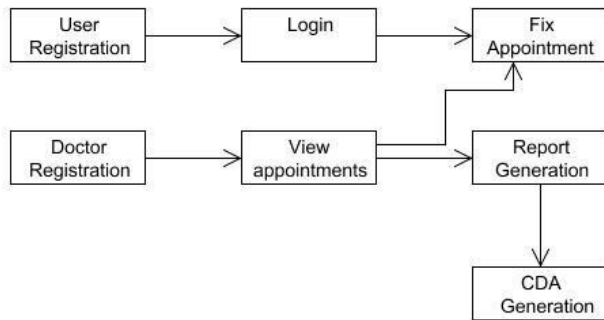 User
Registration
Login
Fix
Appointment
Doctor
Registration
View
appointments
Report
Generation
CDA
Generation